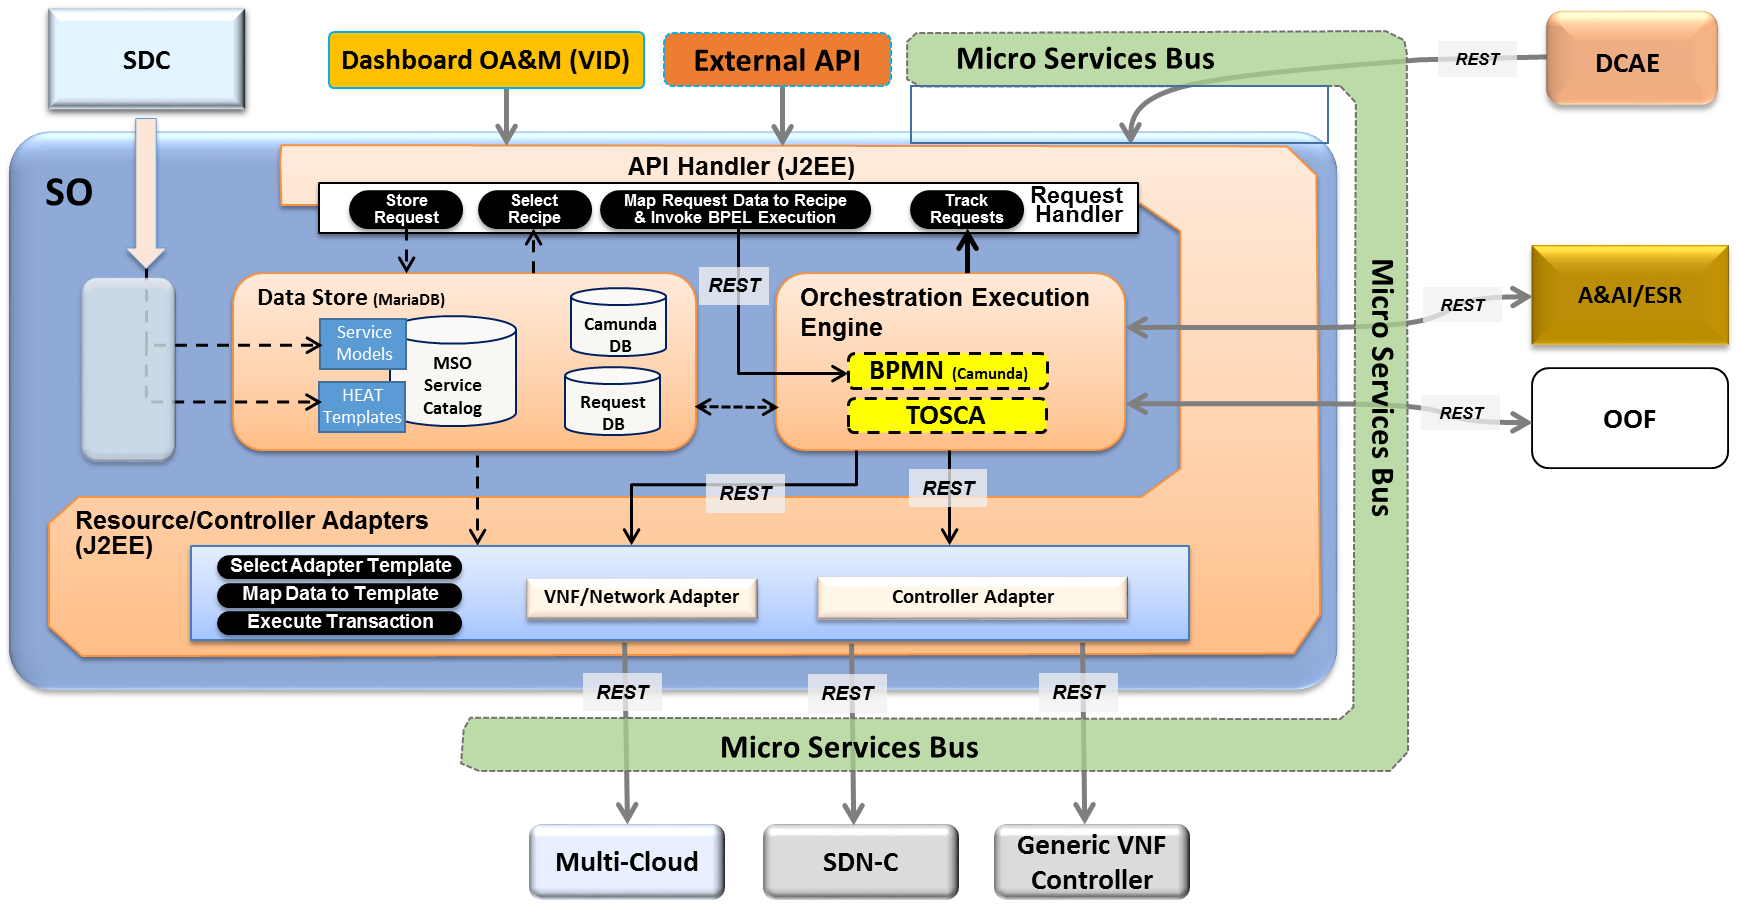 SDC
Dashboard OA&M (VID)
External API
Micro Services Bus
REST
DCAE
SO
API Handler (J2EE)
Store
Request
Select
Recipe
Map Request Data to Recipe
& Invoke BPEL Execution
Track
Requests
Request
Handler
Data Store (MariaDB)
Service
Models
HEAT
Templates
MSO
Service
Catalog
Camunda
DB
Request
DB
REST
Orchestration Execution
Engine
BPMN (Camunda)
TOSCA
Micro Services Bus
REST
A&AI/ESR
REST
OOF
REST
REST
Resource/Controller Adapters
(J2EE)
Select Adapter Template
Map Data to Template
Execute Transaction
VNF/Network Adapter
Controller Adapter
REST
REST
REST
Micro Services Bus
Multi-Cloud
SDN-C
Generic VNF
Controller